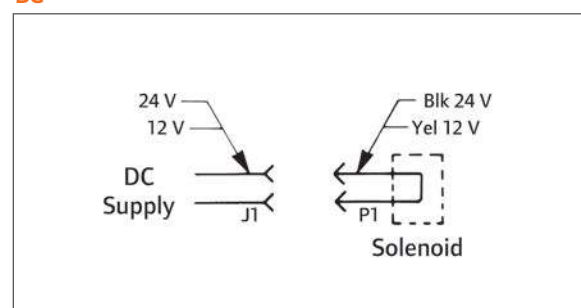 DC
24 V
12 V
Blk 24 V
Yel 12 V
DC
Supply
J1
P1
Solenoid